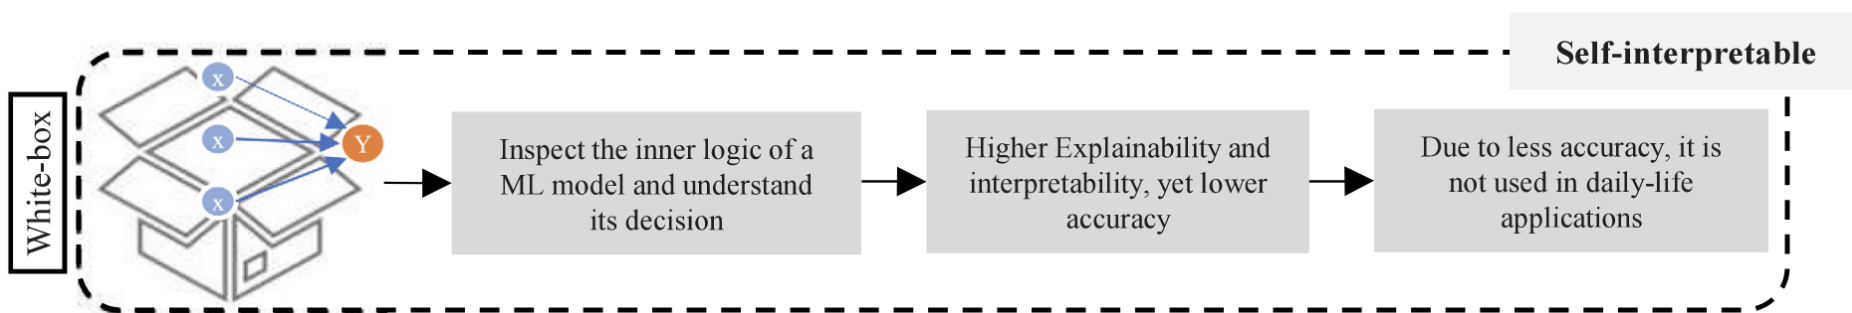 Self-interpretable
White-box
x
x
x
Y
Inspect the inner logic of a
ML model and understand
its decision
Higher Explainability and
interpretability, yet lower
accuracy
Due to less accuracy, it is
not used in daily-life
applications